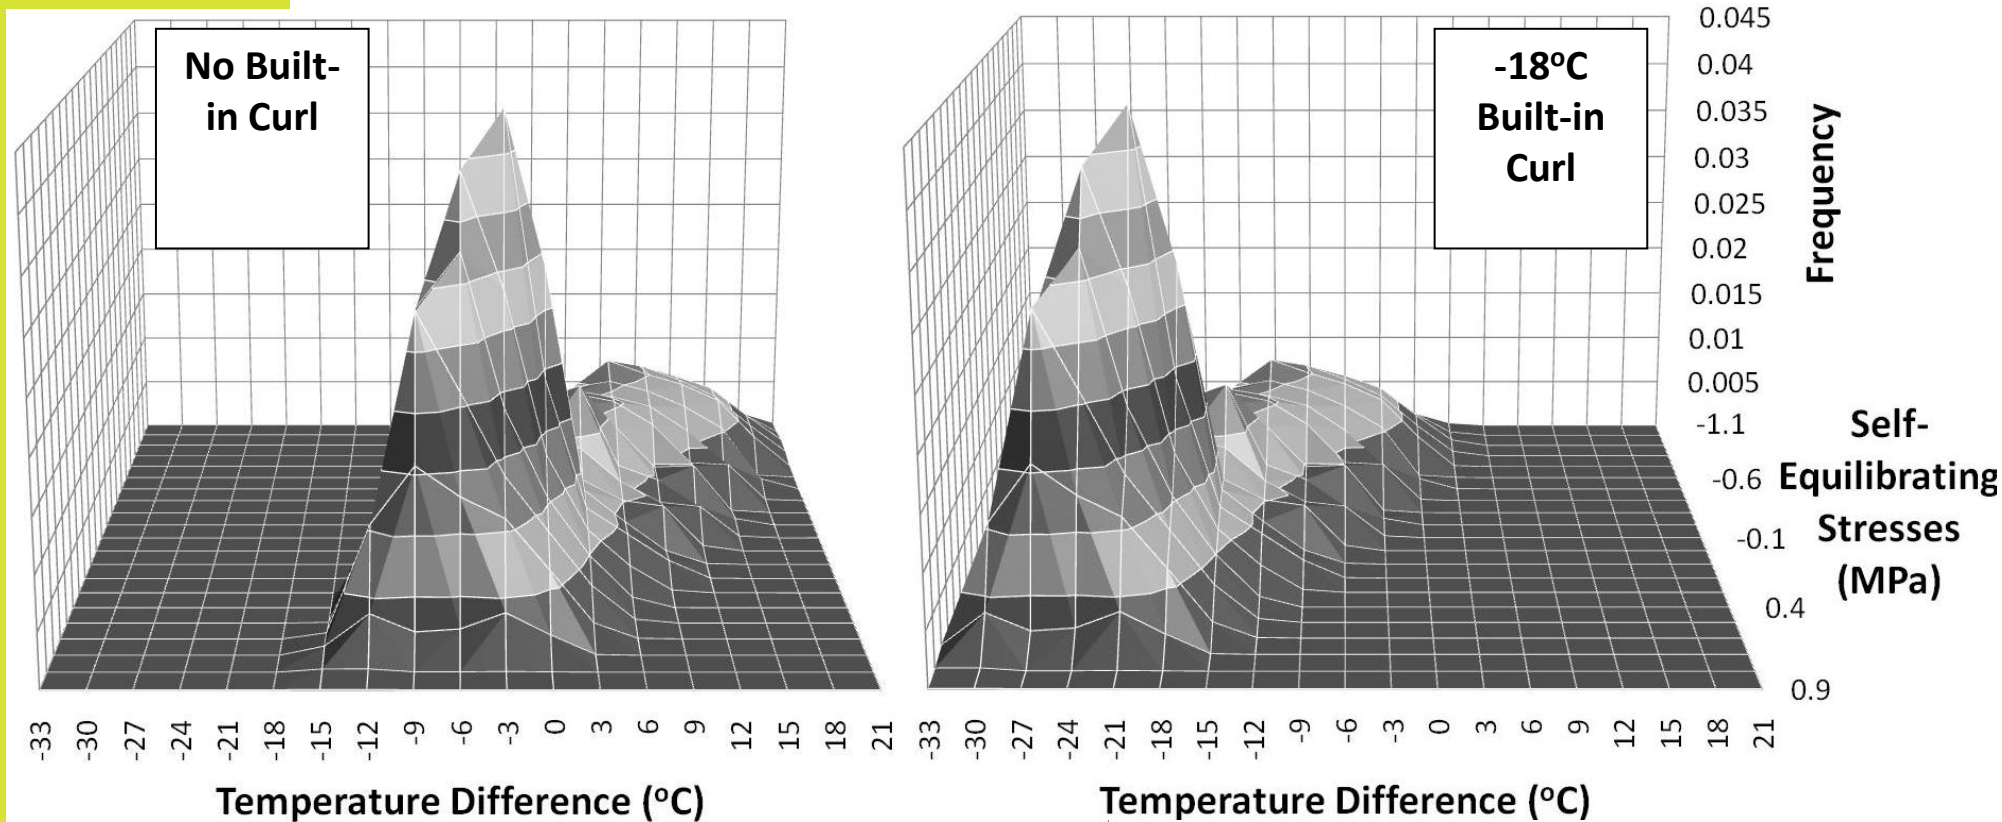 No Built-
in Curl
-18°C
Built-in
Curl
0.045
0.04
0.035
0.03
0.025
0.02
0.015
0.01
0.005
Frequency
-1.1
-0.6
-0.1
0.4
0.9
Self-
Equilibrating
Stresses
(MPa)
-33 -30 -27 -24 -21 -18 -15 -12 -9 -6 -3 0 3 6 9 12 15 18 21
Temperature Difference (°C)
-33 -30 -27 -24 -21 -18 -15 -12 -9 -6 -3 0 3 6 9 12 15 18 21
Temperature Difference (°C)